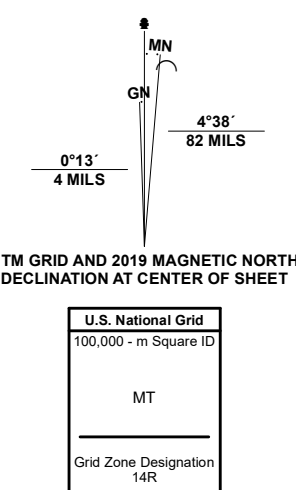 MN
GN
4°38´
82 MILS
0°13´
4 MILS
TM GRID AND 2019 MAGNETIC NORTH
DECLINATION AT CENTER OF SHEET
U.S. National Grid
100,000 - m Square ID
MT
Grid Zone Designation
14R